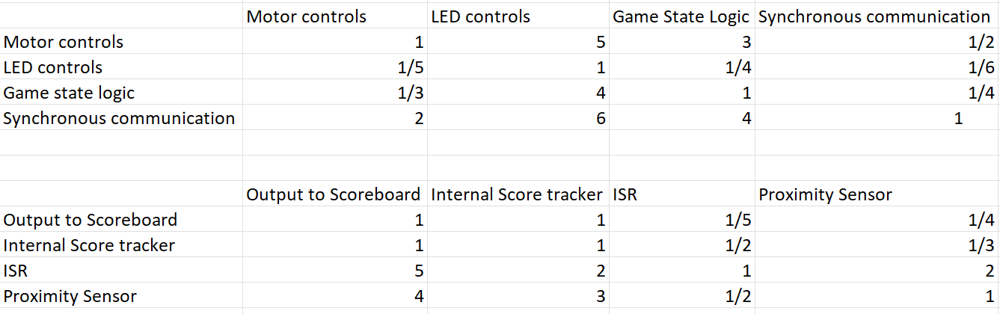 Motor controls LED controls Game State Logic Synchronous communication
Motor controls 1 5 3 1/2
LED controls 1/5 1 1/4 1/6
Game state logic 1/3 4 1 1/4
Synchronous communication 2 6 4 1
Output to Scoreboard Internal Score tracker ISR Proximity Sensor
Output to Scoreboard 1 1 1/5 1/4
Internal Score tracker 1 1 1/2 1/3
ISR 5 2 1 2
Proximity Sensor 4 3 1/2 1